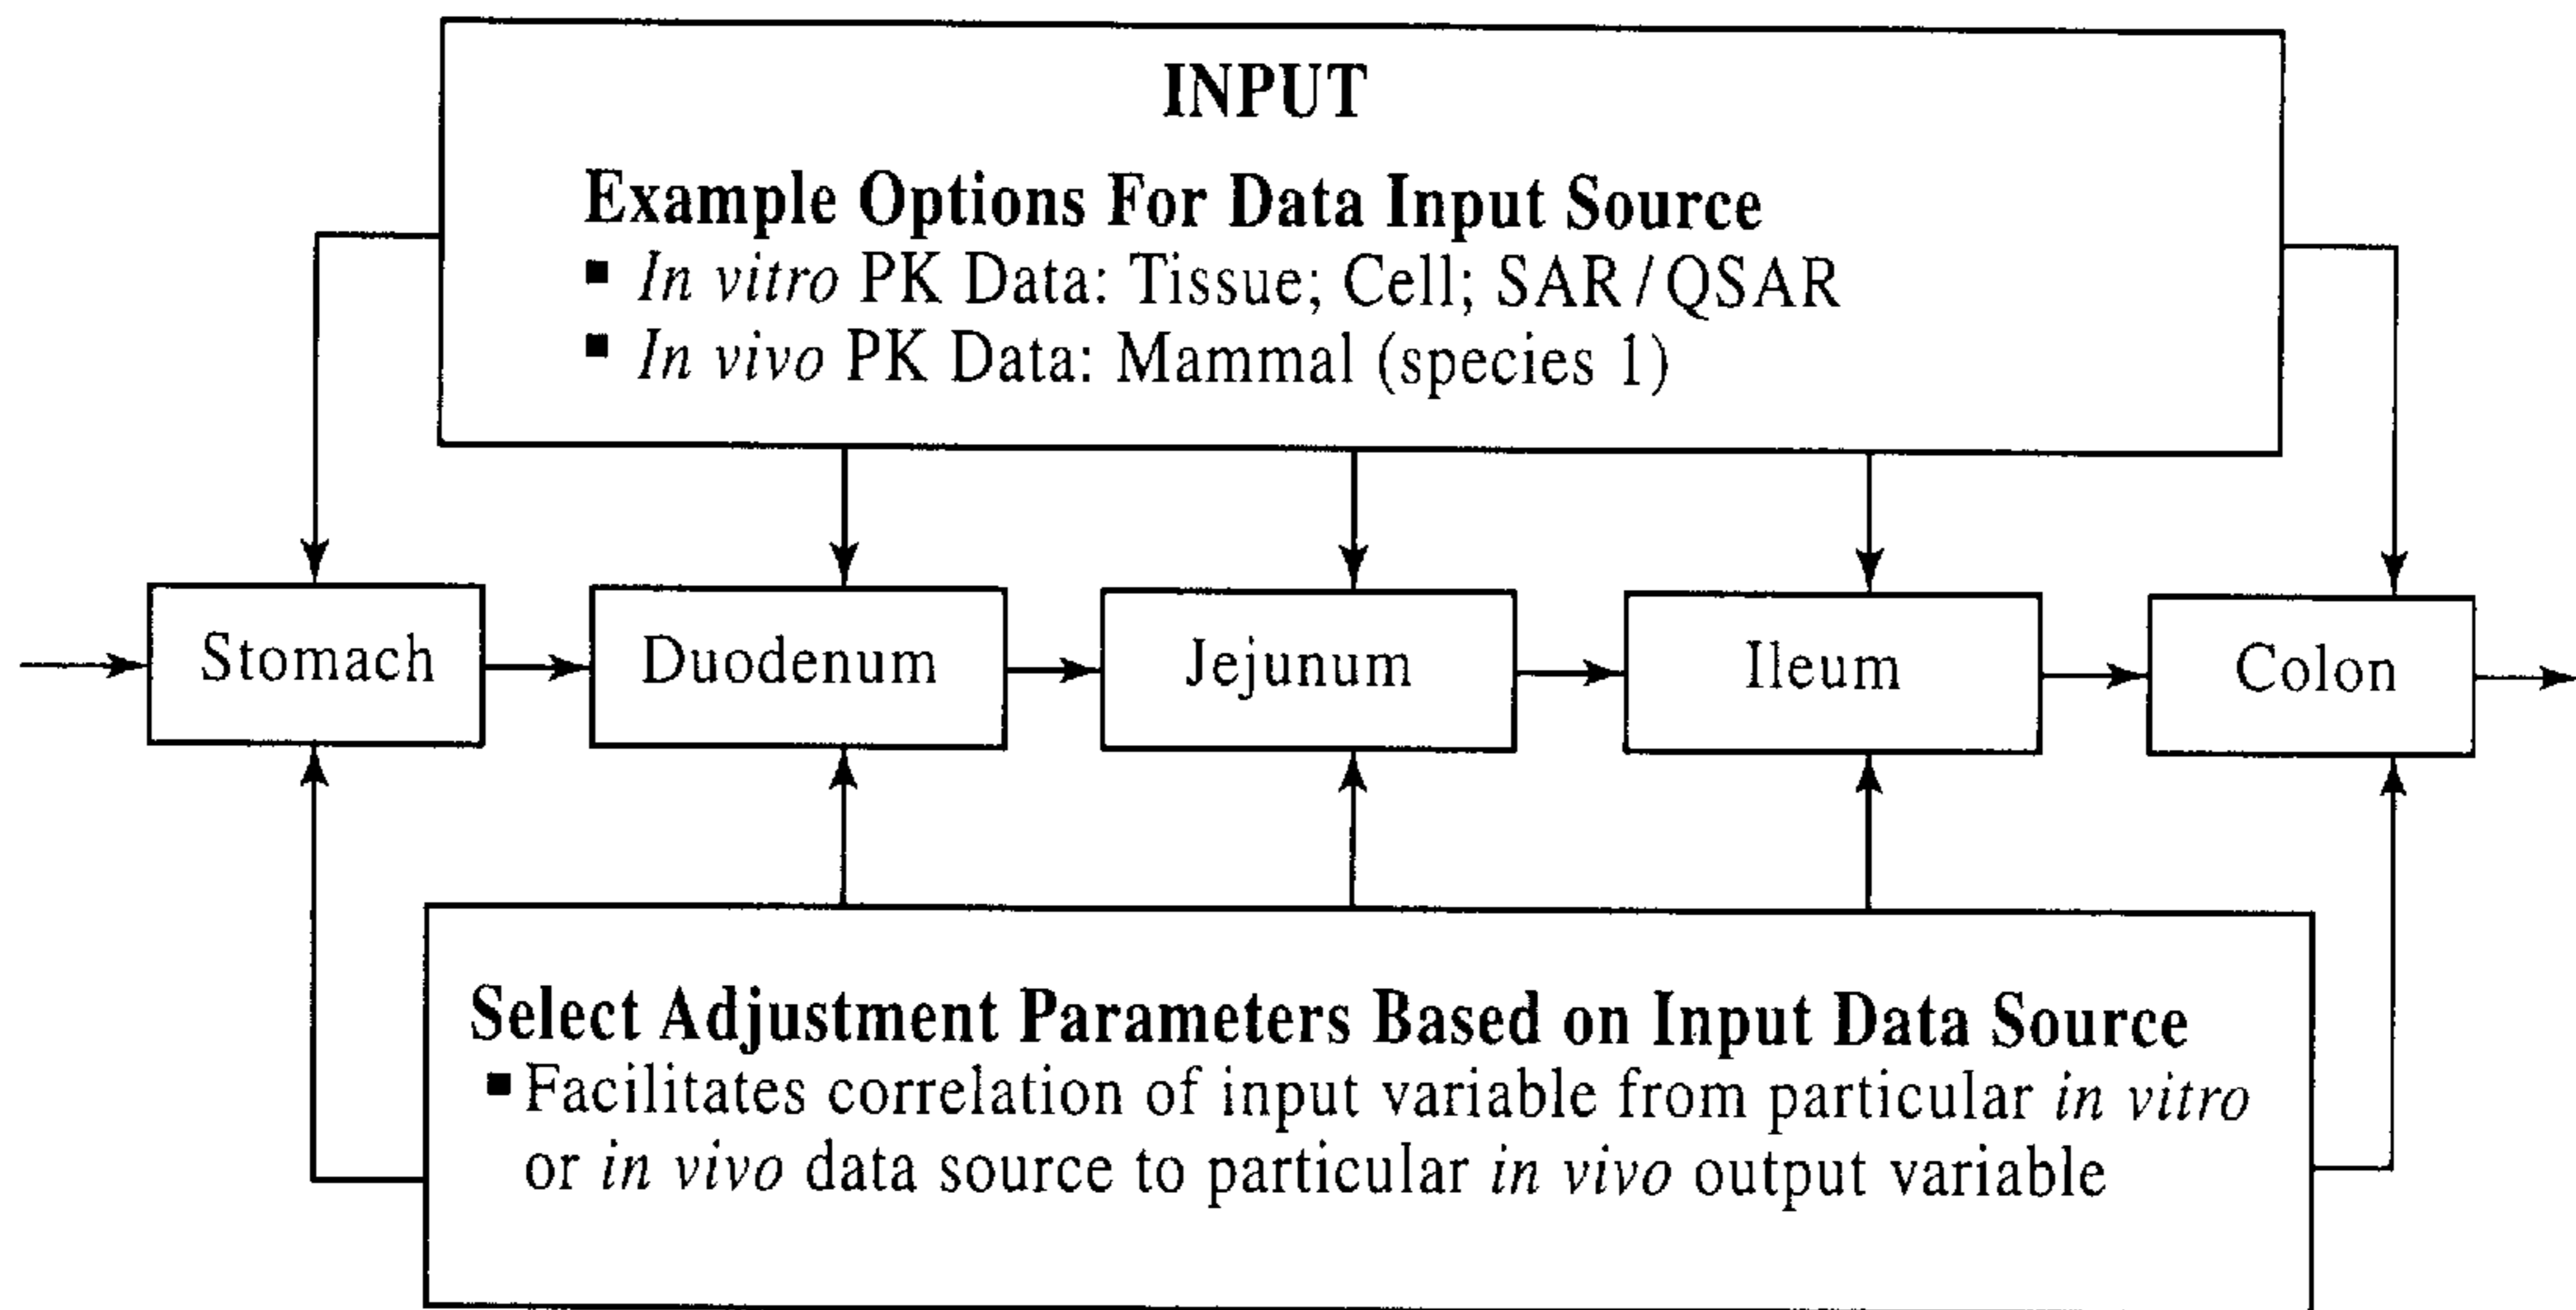 INPUT
Example Options For Data Input Source
▪ In vitro PK Data: Tissue; Cell; SAR/QSAR
▪ In vivo PK Data: Mammal (species 1)
Stomach
Duodenum
Jejunum
Ileum
Colon
Select Adjustment Parameters Based on Input Data Source
▪ Facilitates correlation of input variable from particular in vitro
or in vivo data source to particular in vivo output variable